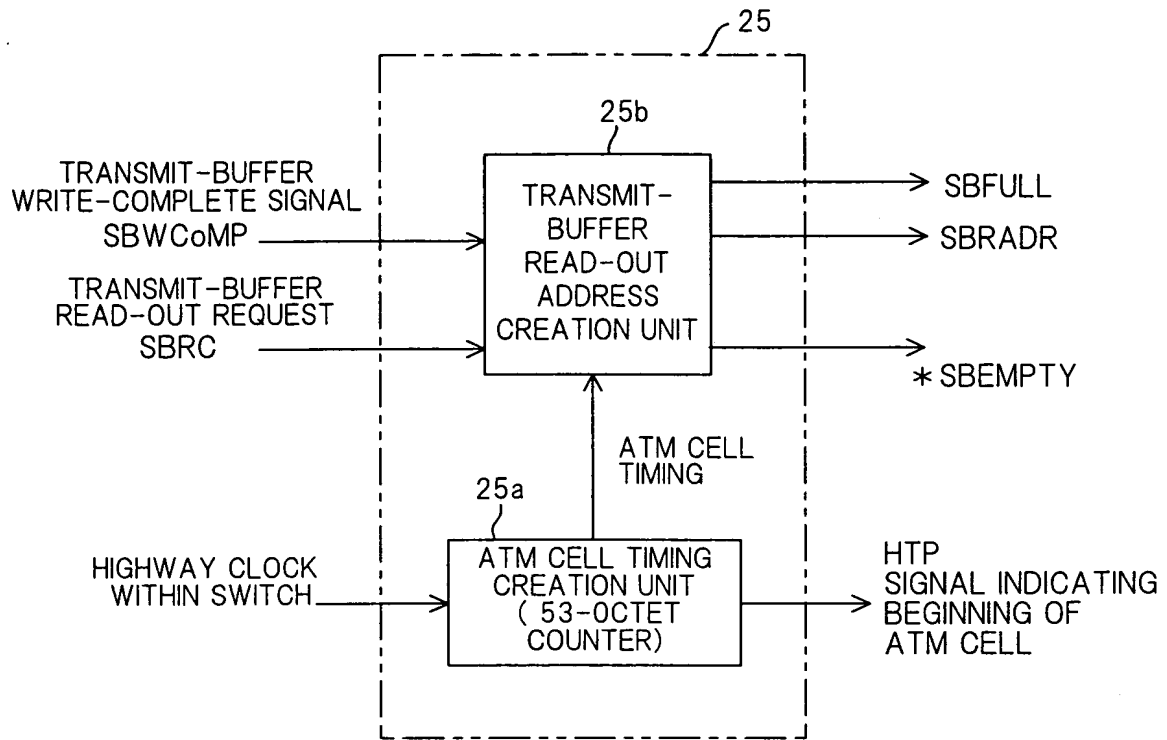 25
25b
TRANSMIT-BUFFER
WRITE-COMPLETE SIGNAL
SBWCoMP
TRANSMIT-BUFFER
READ-OUT REQUEST
SBRC
TRANSMIT-
BUFFER
READ-OUT
ADDRESS
CREATION UNIT
SBFULL
SBRADR
*SBEMPTY
ATM CELL
TIMING
25a
HIGHWAY CLOCK
WITHIN SWITCH
ATM CELL TIMING
CREATION UNIT
( 53-OCTET
COUNTER)
HTP
SIGNAL INDICATING
BEGINNING OF
ATM CELL